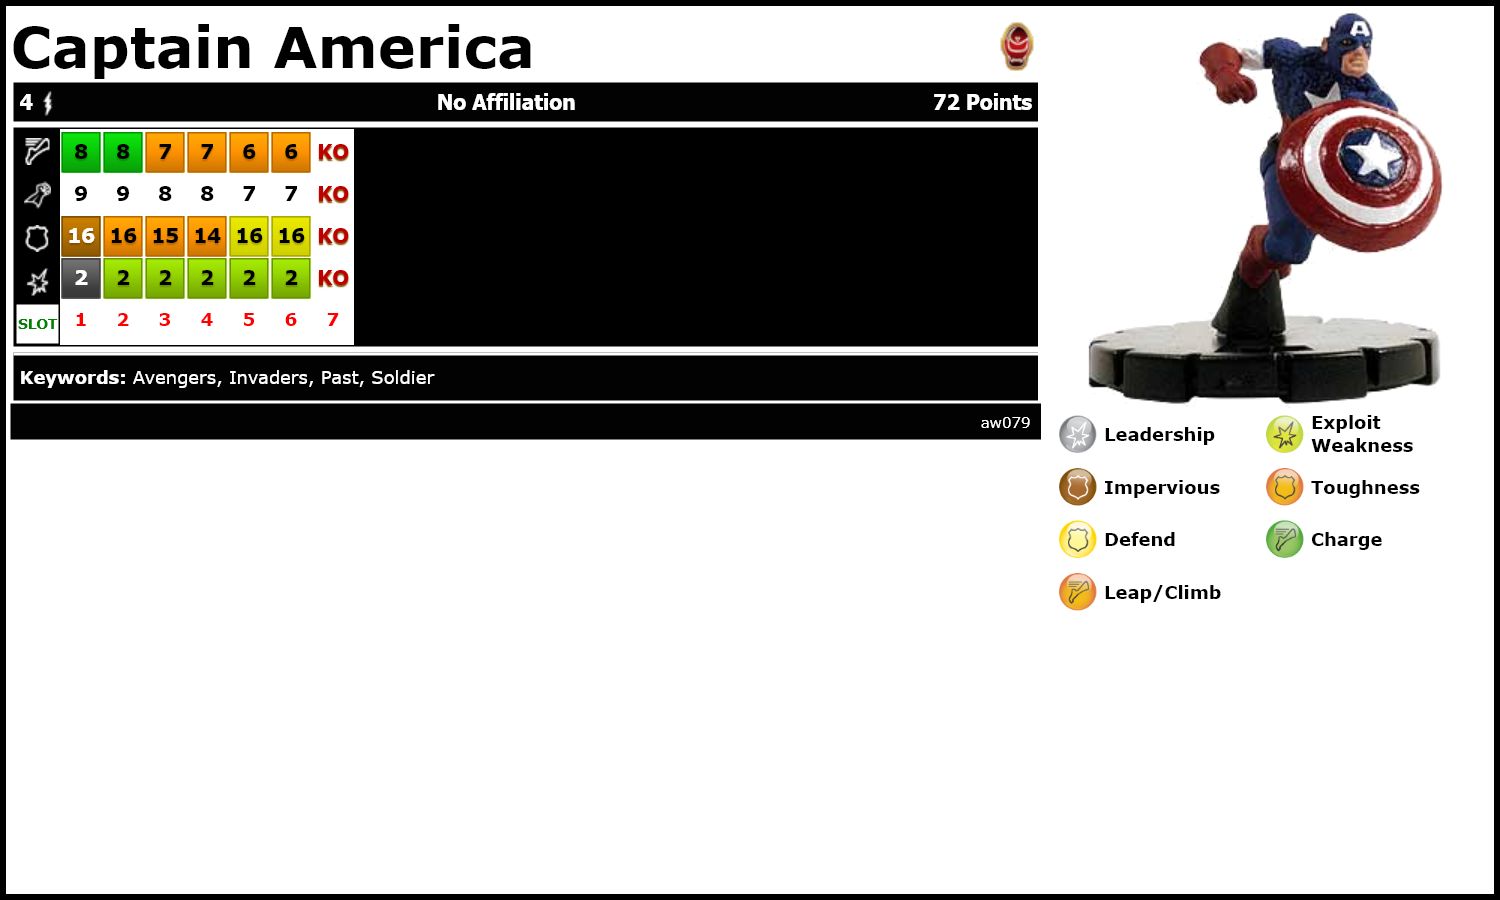 Captain America
4 No Affiliation 72 Points
8 8 7 7 6 6 KO
9 9 8 8 7 7 KO
16 16 15 14 16 16 KO
2 2 2 2 2 2 KO
SLOT 1 2 3 4 5 6 7
Keywords: Avengers, Invaders, Past, Soldier
aw079
A
Leadership
Exploit
Weakness
Impervious
Toughness
Defend
Charge
Leap/Climb